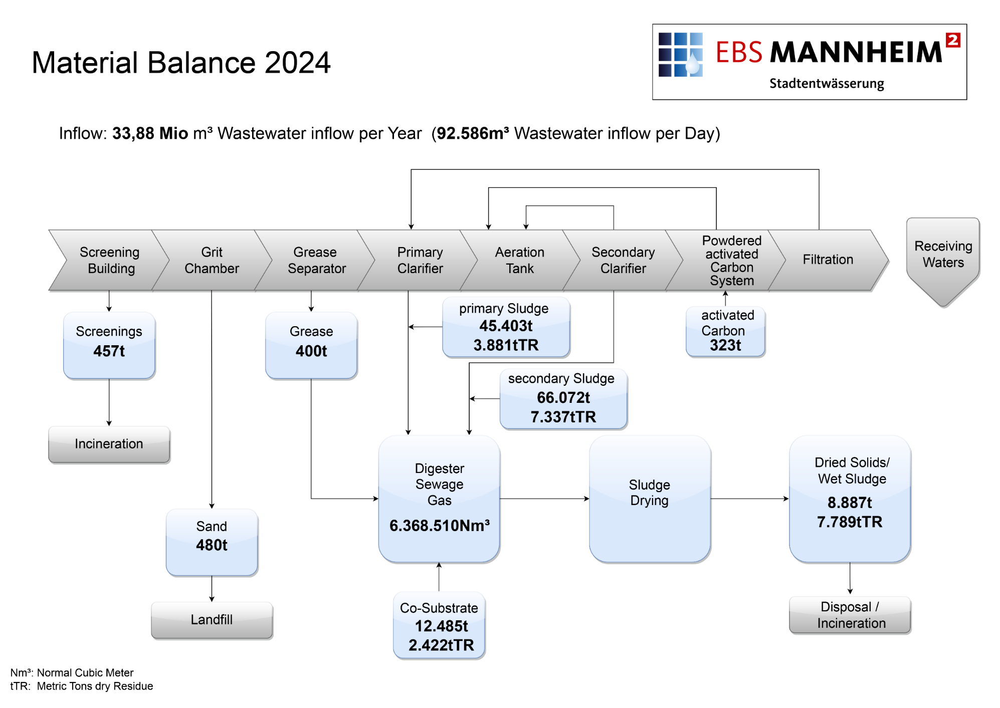 Material Balance 2024
EBS MANNHEIM²
Stadtentwässerung
Inflow: 33,88 Mio m³ Wastewater inflow per Year (92.586m³ Wastewater inflow per Day)
Screening
Building
Grit
Chamber
Grease
Separator
Primary
Clarifier
Aeration
Tank
Secondary
Clarifier
Powdered
activated
Carbon
System
Filtration
Receiving
Waters
Screenings
457t
Grease
400t
primary Sludge
45.403t
3.881tTR
activated
Carbon
323t
secondary Sludge
66.072t
7.337tTR
Incineration
Digester
Sewage
Gas
6.368.510Nm³
Sludge
Drying
Dried Solids/
Wet Sludge
8.887t
7.789tTR
Sand
480t
Landfill
Co-Substrate
12.485t
2.422tTR
Disposal /
Incineration
Nm³: Normal Cubic Meter
tTR: Metric Tons dry Residue